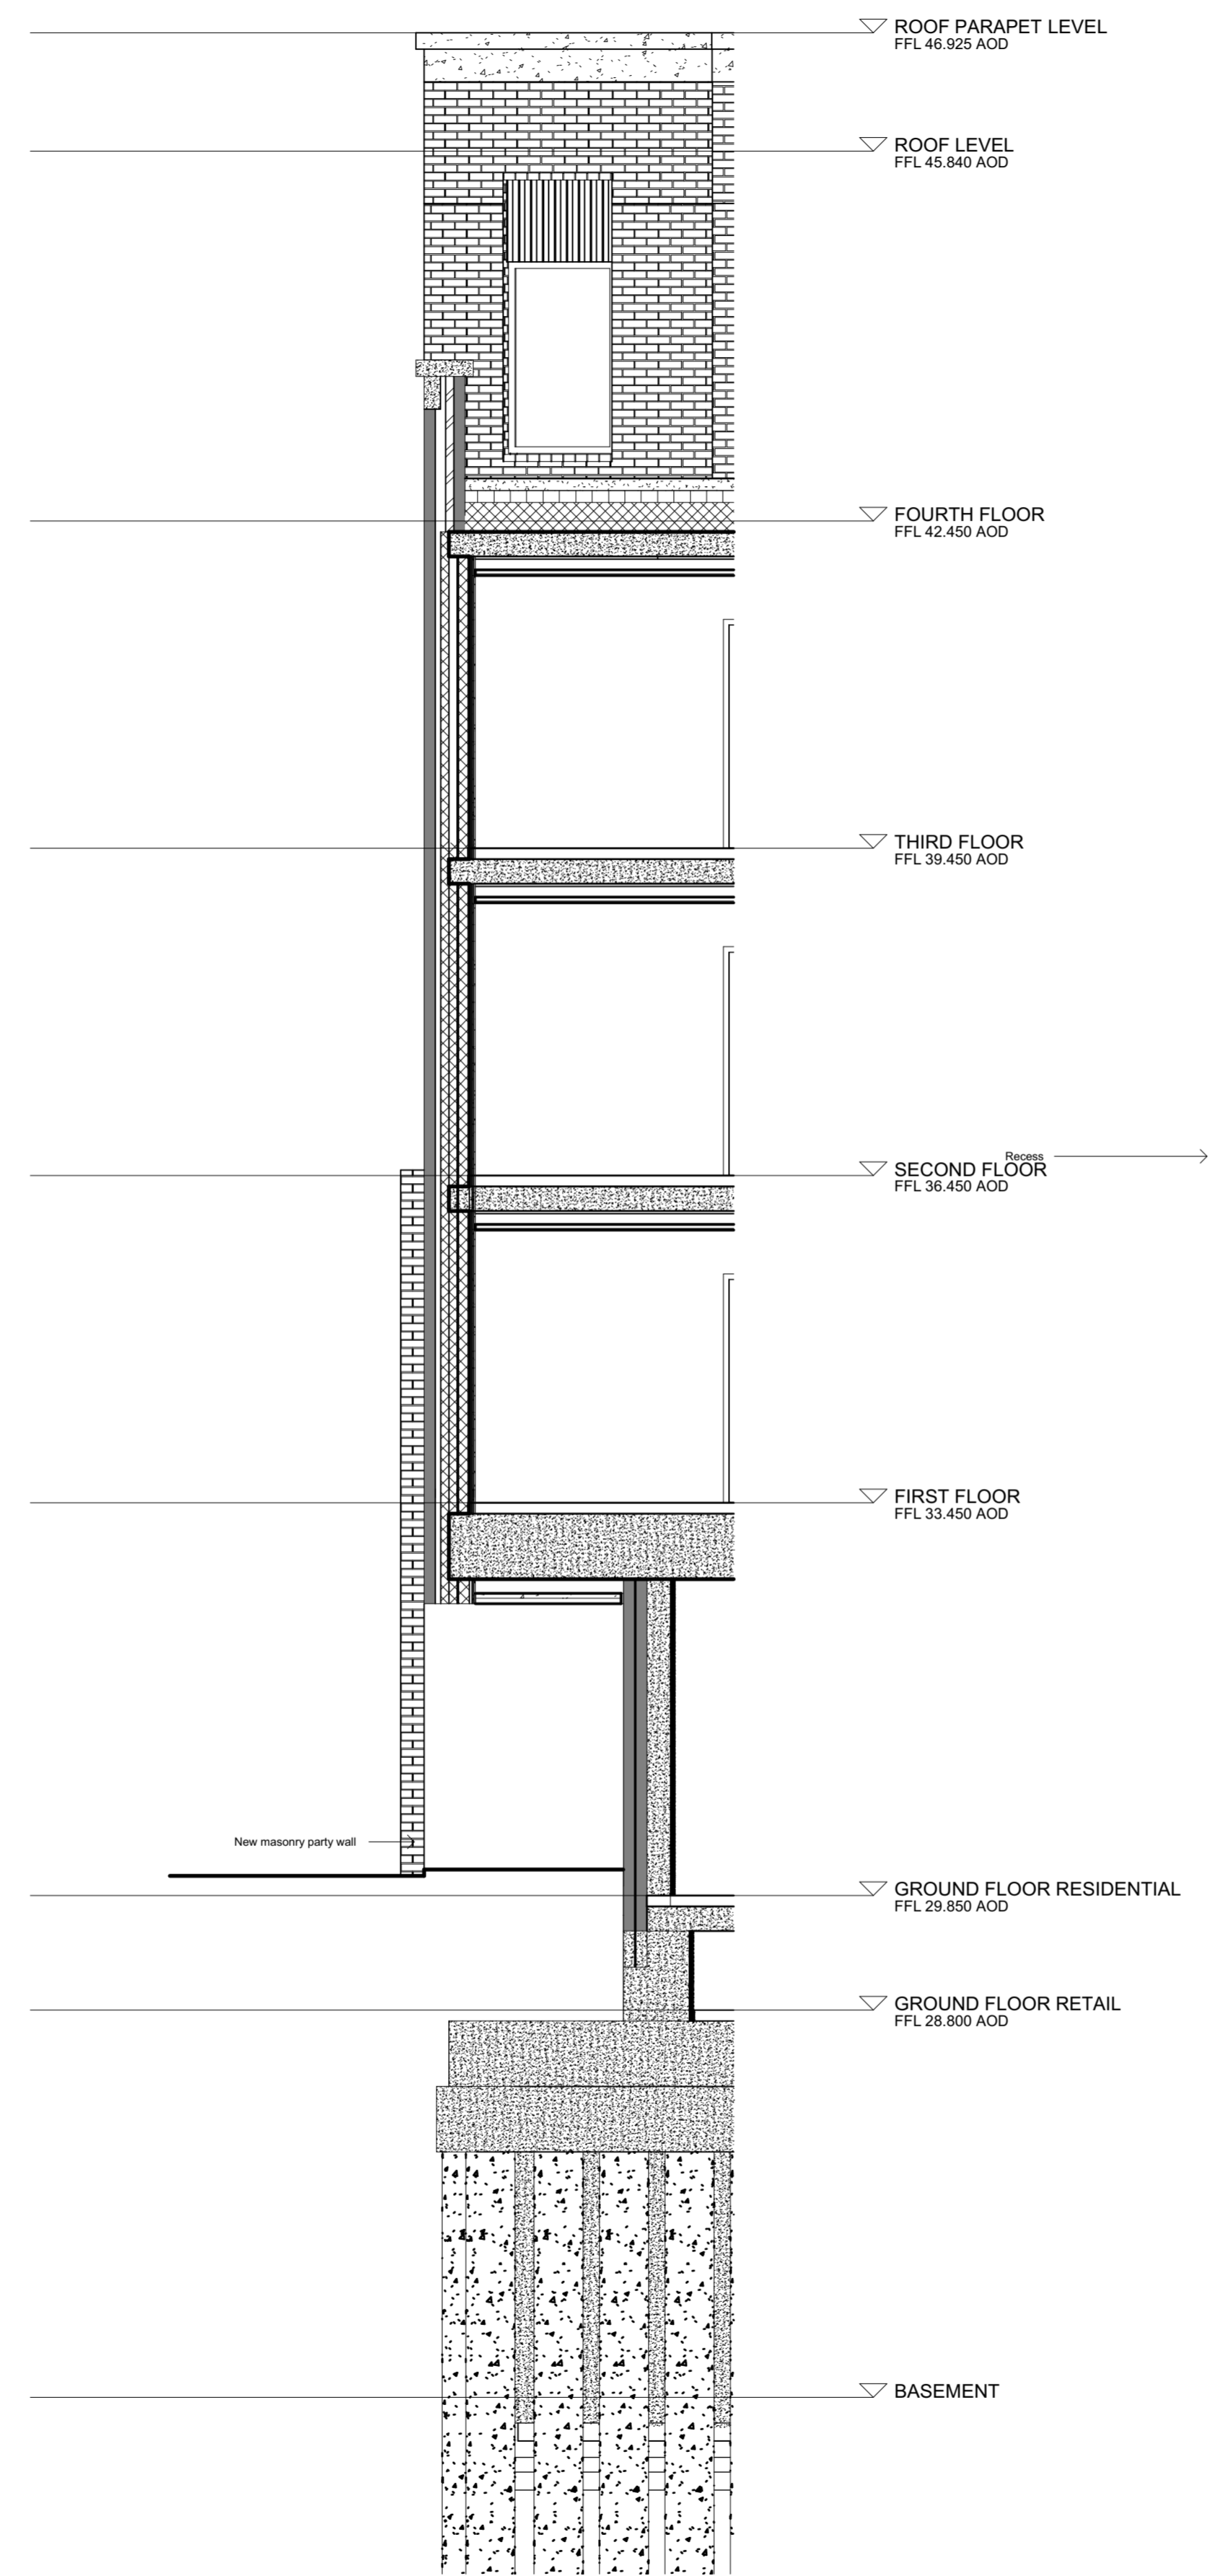 ROOF PARAPET LEVEL
FFL 46.925 AOD
ROOF LEVEL
FFL 45.840 AOD
FOURTH FLOOR
FFL 42.450 AOD
THIRD FLOOR
FFL 39.450 AOD
Recess
SECOND FLOOR
FFL 36.450 AOD
FIRST FLOOR
FFL 33.450 AOD
New masonry party wall
GROUND FLOOR RESIDENTIAL
FFL 29.850 AOD
GROUND FLOOR RETAIL
FFL 28.800 AOD
BASEMENT